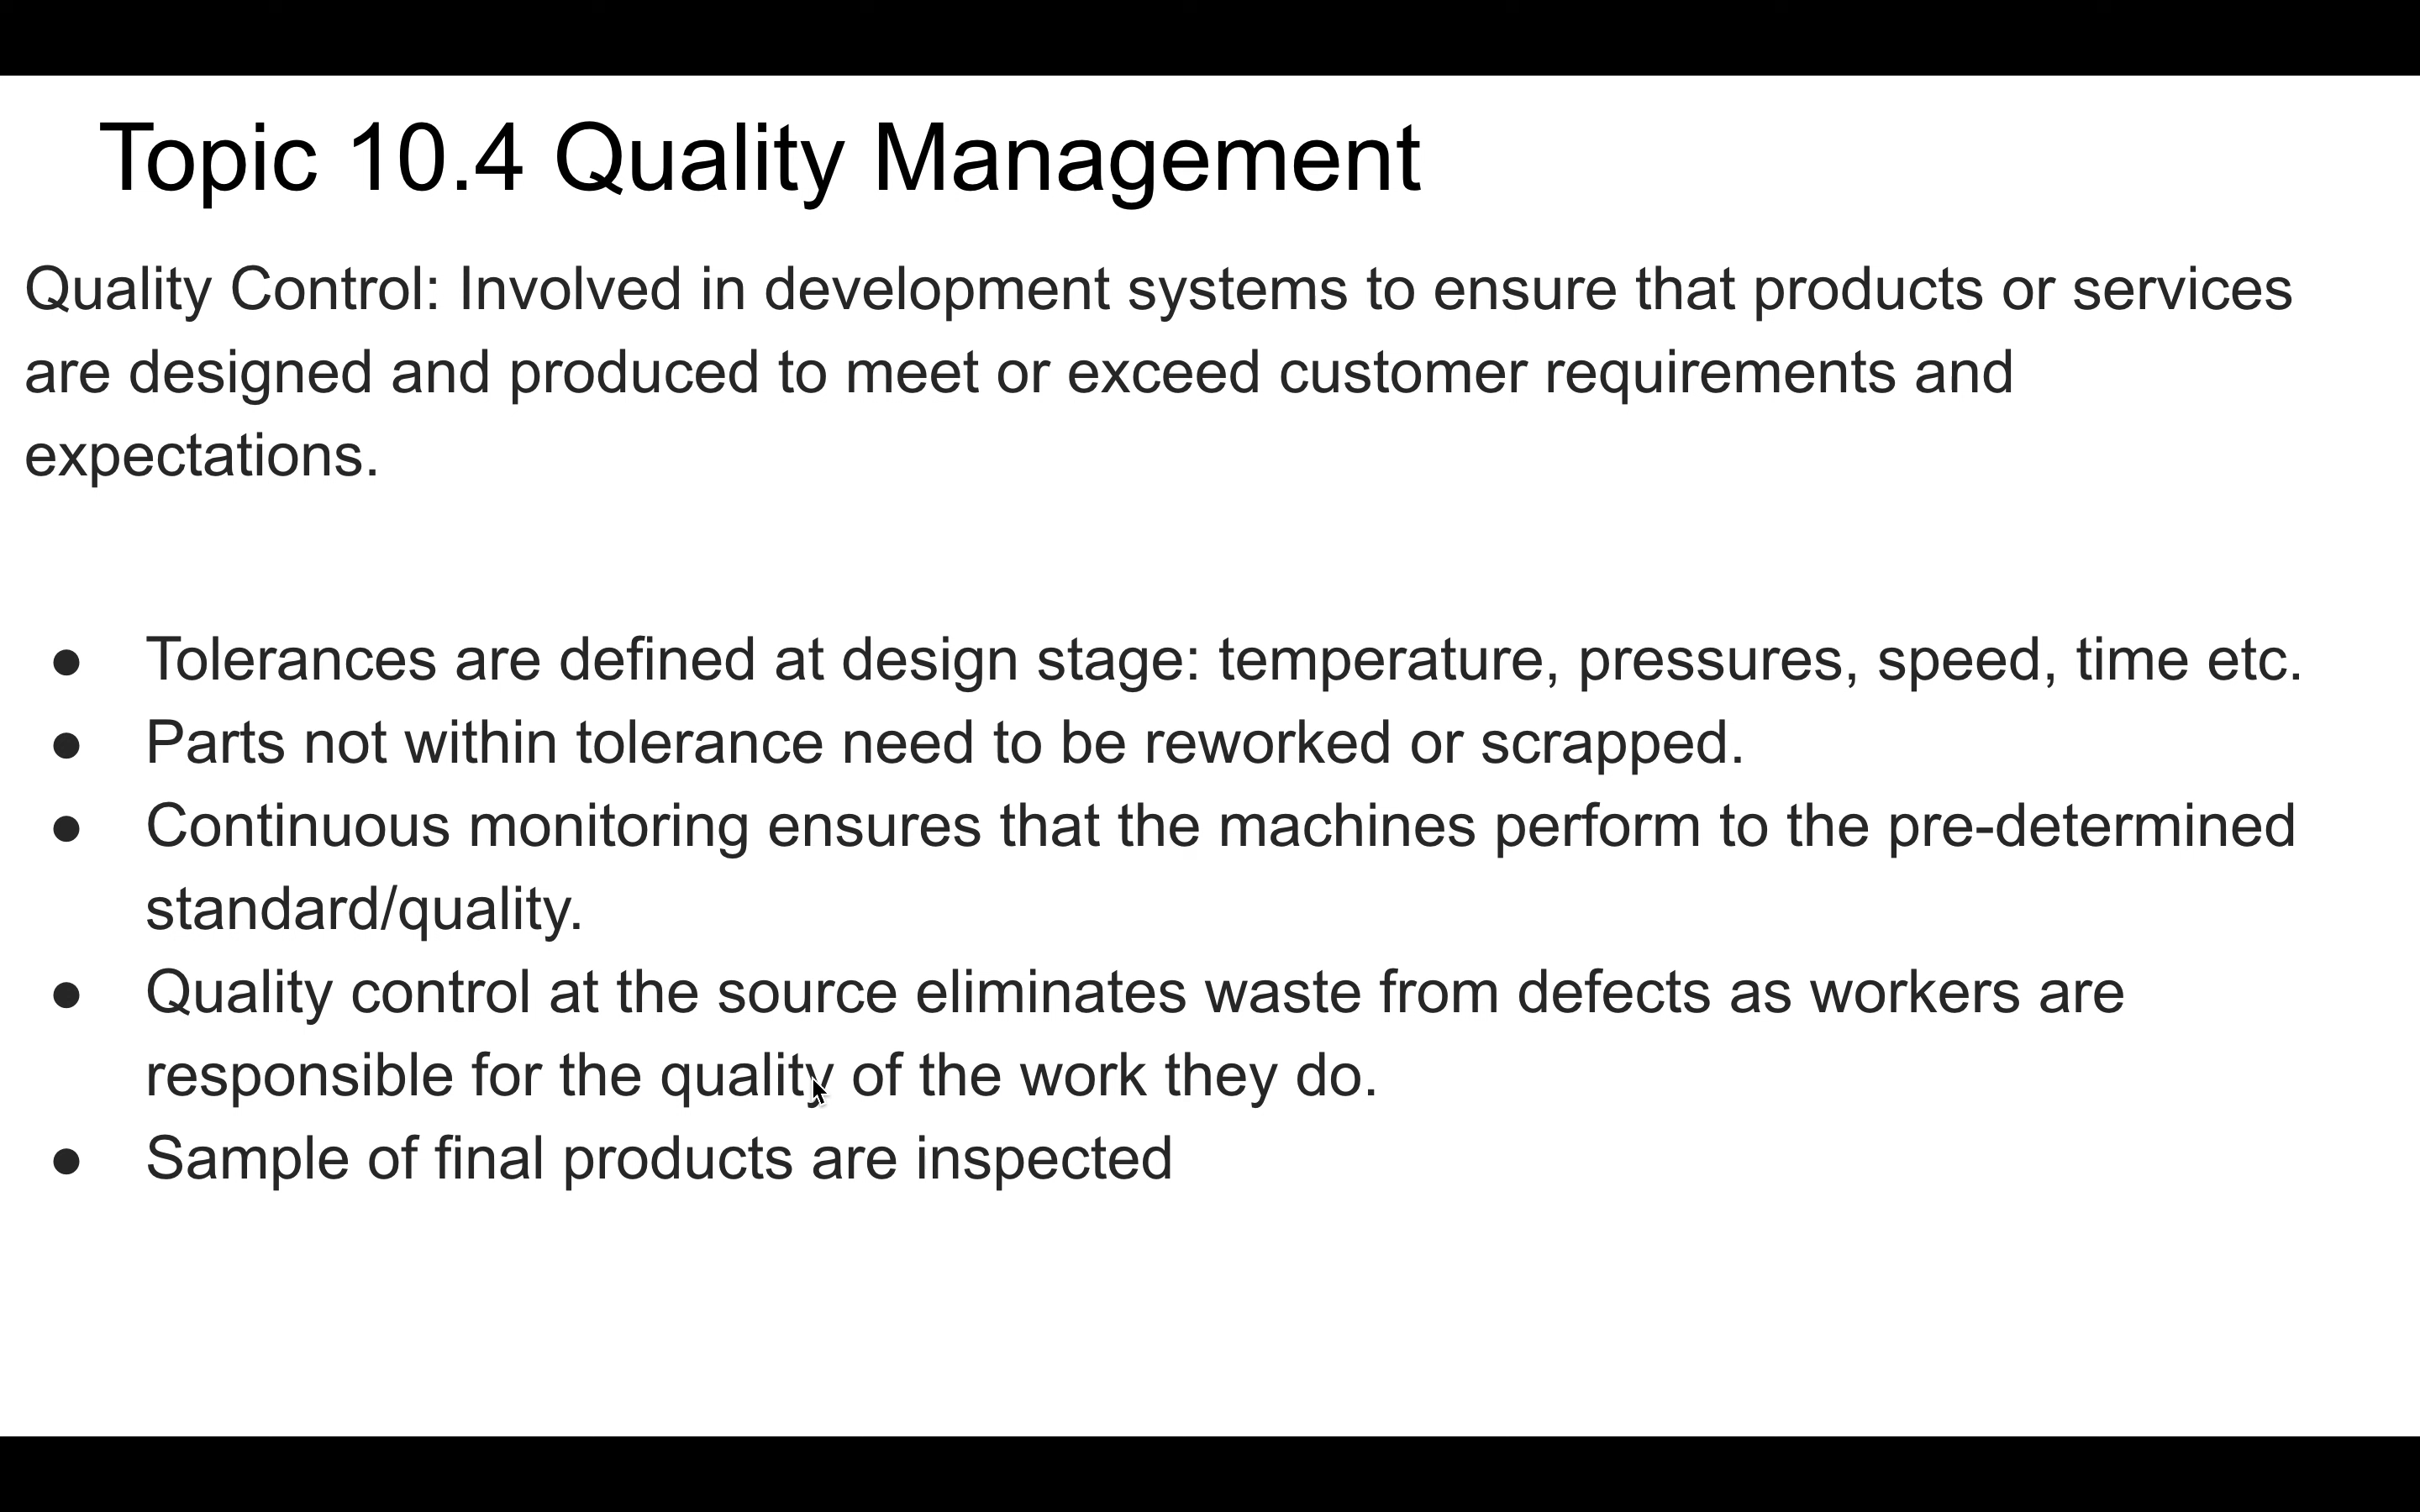 Topic 10.4 Quality Management
Quality Control: Involved in development systems to ensure that products or services
are designed and produced to meet or exceed customer requirements and
expectations.
● Tolerances are defined at design stage: temperature, pressures, speed, time etc.
● Parts not within tolerance need to be reworked or scrapped.
● Continuous monitoring ensures that the machines perform to the pre-determined
standard/quality.
● Quality control at the source eliminates waste from defects as workers are
responsible for the quality of the work they do.
● Sample of final products are inspected